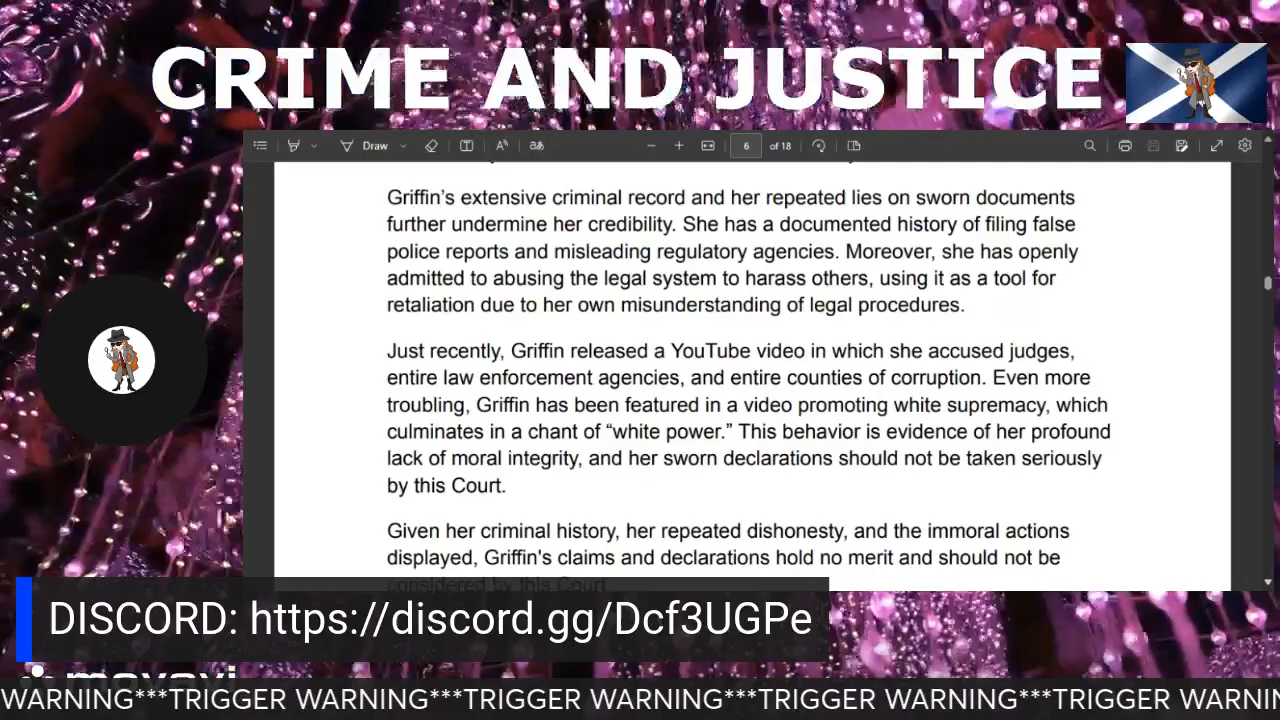 CRIME AND JUSTICE
Draw
6 of 18
Griffin’s extensive criminal record and her repeated lies on sworn documents
further undermine her credibility. She has a documented history of filing false
police reports and misleading regulatory agencies. Moreover, she has openly
admitted to abusing the legal system to harass others, using it as a tool for
retaliation due to her own misunderstanding of legal procedures.
Just recently, Griffin released a YouTube video in which she accused judges,
entire law enforcement agencies, and entire counties of corruption. Even more
troubling, Griffin has been featured in a video promoting white supremacy, which
culminates in a chant of “white power.” This behavior is evidence of her profound
lack of moral integrity, and her sworn declarations should not be taken seriously
by this Court.
Given her criminal history, her repeated dishonesty, and the immoral actions
displayed, Griffin's claims and declarations hold no merit and should not be
considered by this Court
DISCORD: https://discord.gg/Dcf3UGPe
WARNING***TRIGGER WARNING***TRIGGER WARNING***TRIGGER WARNING***TRIGGER WARNIN